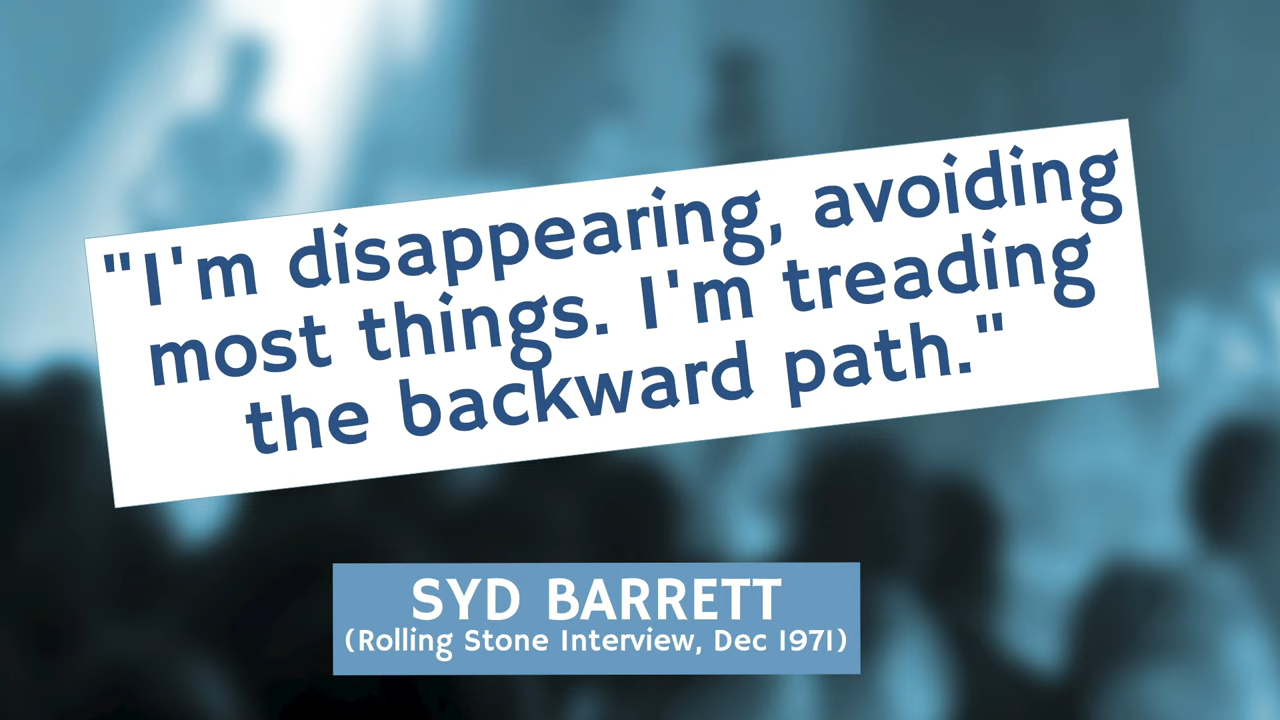 "I'm disappearing, avoiding
most things. I'm treading
the backward path."
SYD BARRETT
(Rolling Stone Interview, Dec 1971)